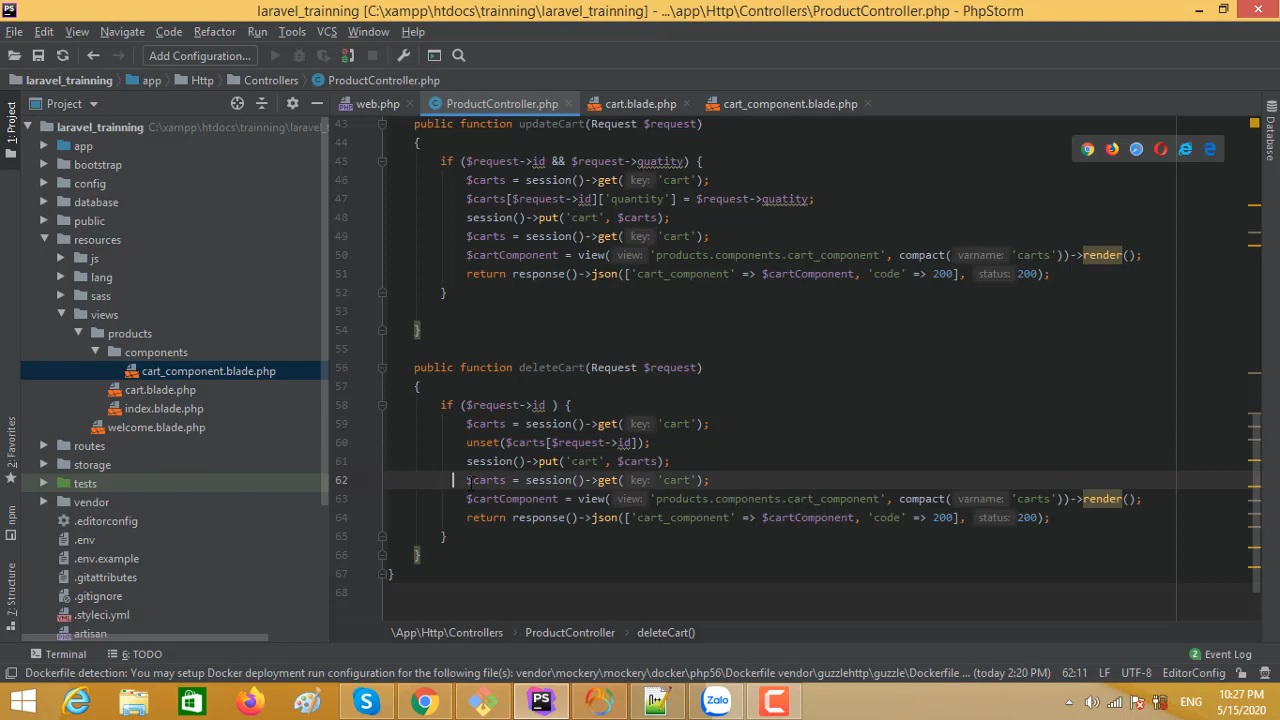 laravel_trainning [C:\xampp\htdocs\trainning\laravel_trainning] - ...\app\Http\Controllers\ProductController.php - PhpStorm
File Edit View Navigate Code Refactor Run Tools VCS Window Help
Add Configuration...
laravel_trainning app Http Controllers ProductController.php
Project web.php ProductController.php cart.blade.php cart_component.blade.php
laravel_trainning C:\xampp\htdocs\trainning\laravel_t
app
bootstrap
config
database
public
resources
js
lang
sass
views
products
components
cart_component.blade.php
cart.blade.php
index.blade.php
welcome.blade.php
routes
storage
tests
vendor
.editorconfig
.env
.env.example
.gitattributes
.gitignore
.styleci.yml
artisan
1: Project
2: Favorites
npm
7: Structure
Database
43 public function updateCart(Request $request)
44 {
45 if ($request->id && $request->quatity) {
46 $carts = session()->get( key: 'cart');
47 $carts[$request->id]['quantity'] = $request->quatity;
48 session()->put('cart', $carts);
49 $carts = session()->get( key: 'cart');
50 $cartComponent = view( view: 'products.components.cart_component', compact( varname: 'carts'))->render();
51 return response()->json(['cart_component' => $cartComponent, 'code' => 200], status: 200);
52 }
53
54 }
55
56 public function deleteCart(Request $request)
57 {
58 if ($request->id ) {
59 $carts = session()->get( key: 'cart');
60 unset($carts[$request->id]);
61 session()->put('cart', $carts);
62 $carts = session()->get( key: 'cart');
63 $cartComponent = view( view: 'products.components.cart_component', compact( varname: 'carts'))->render();
64 return response()->json(['cart_component' => $cartComponent, 'code' => 200], status: 200);
65 }
66 }
67 }
68
\App\Http\Controllers ProductController deleteCart()
Terminal 6: TODO 2 Event Log
Dockerfile detection: You may setup Docker deployment run configuration for the following Dockerfile(s): vendor\mockery\mockery\docker\php56\Dockerfile vendor\guzzlehttp\guzzle... (today 2:20 PM) 62:11 LF UTF-8 EditorConfig
PS Zalo ENG 10:27 PM
5/15/2020